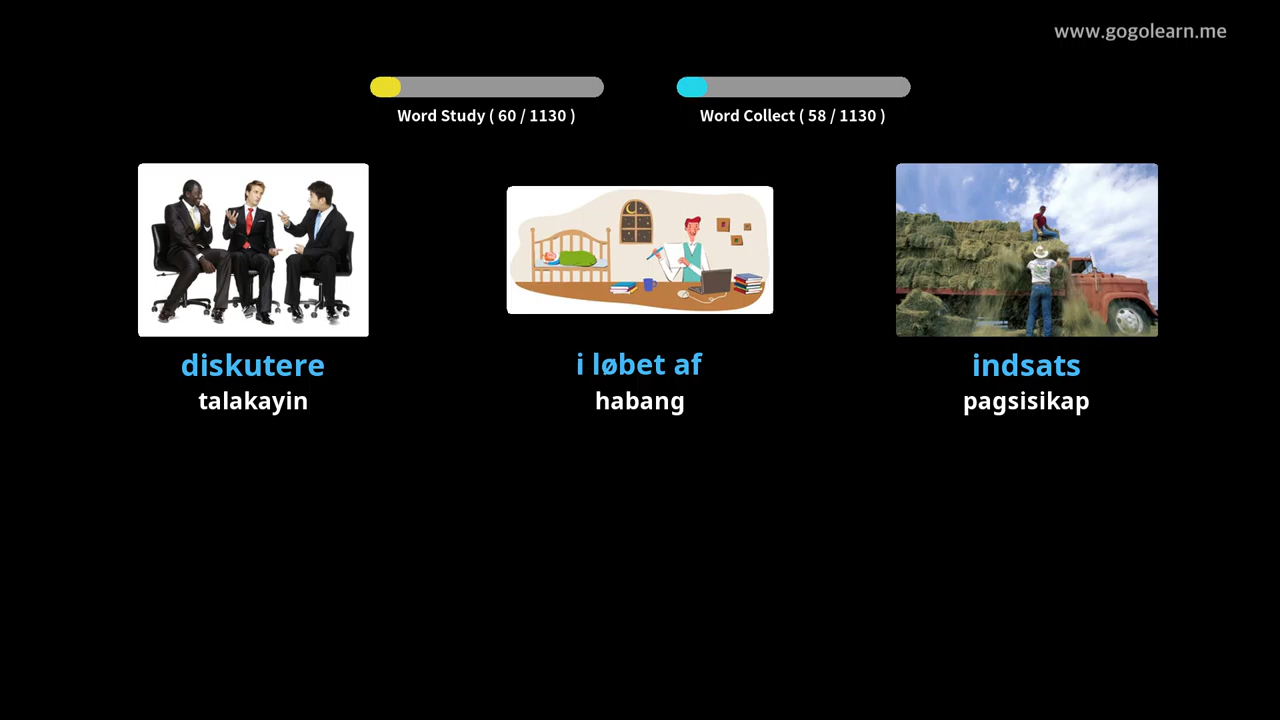 www.gogolearn.me
Word Study ( 60 / 1130 )
Word Collect ( 58 / 1130 )
diskutere
talakayin
i løbet af
habang
indsats
pagsisikap